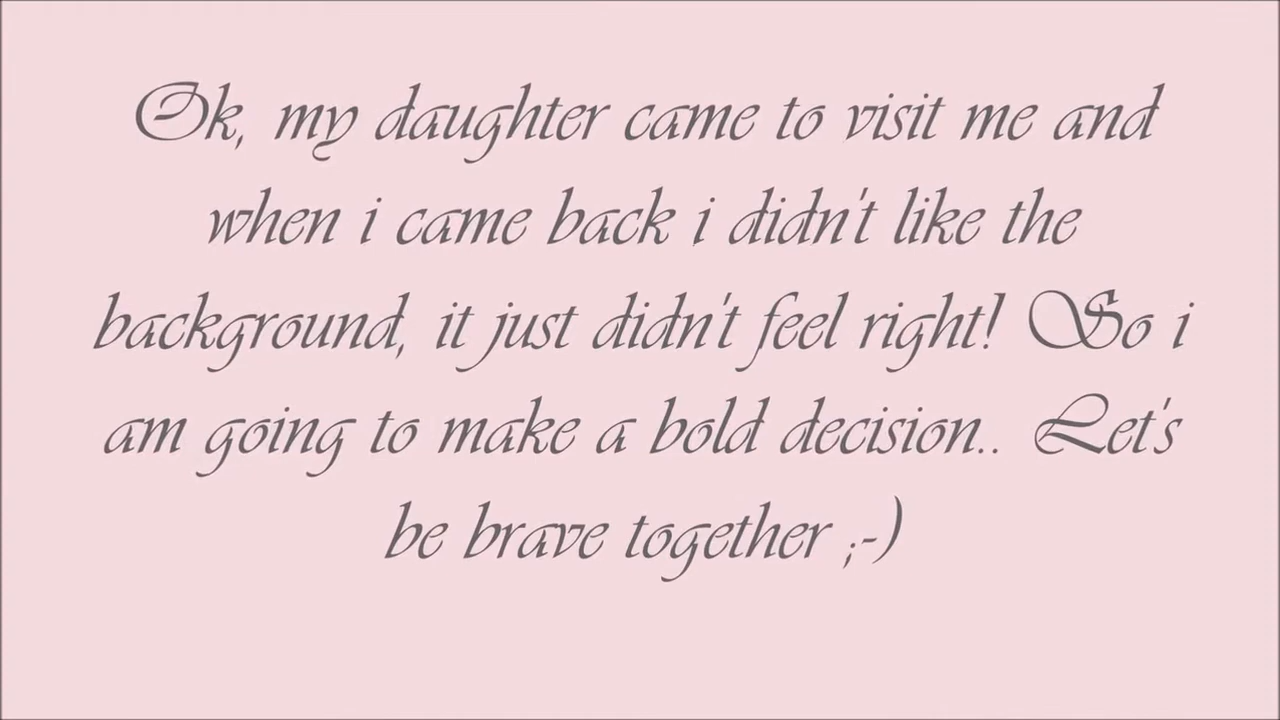 Ok, my daughter came to visit me and
when i came back i didn't like the
background, it just didn't feel right! So i
am going to make a bold decision.. Let's
be brave together ;-)